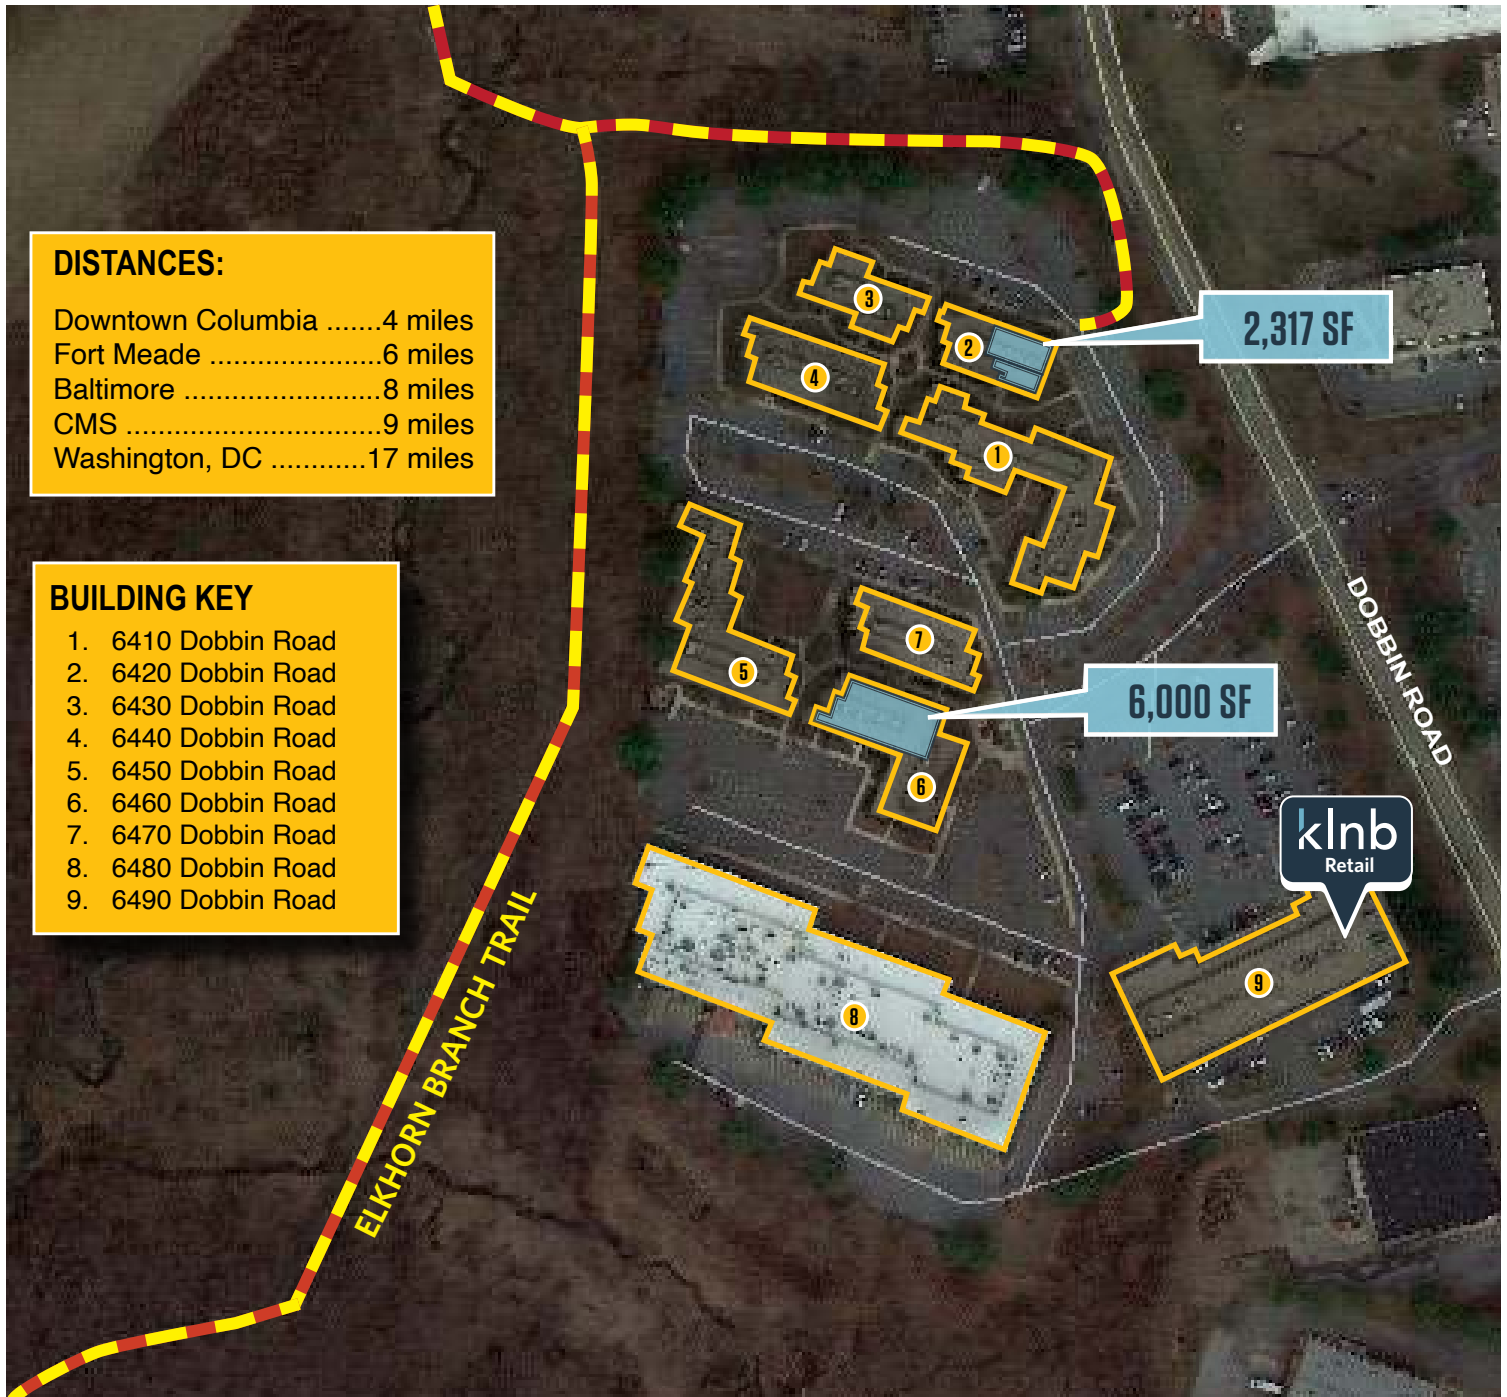 DISTANCES:
Downtown Columbia .......4 miles
Fort Meade .....................6 miles
Baltimore ........................8 miles
CMS ...............................9 miles
Washington, DC ............17 miles
BUILDING KEY
1. 6410 Dobbin Road
2. 6420 Dobbin Road
3. 6430 Dobbin Road
4. 6440 Dobbin Road
5. 6450 Dobbin Road
6. 6460 Dobbin Road
7. 6470 Dobbin Road
8. 6480 Dobbin Road
9. 6490 Dobbin Road
3
2
2,317 SF
4
1
7
5
6,000 SF
6
DOBBIN ROAD
klnb
Retail
9
8
ELKHORN BRANCH TRAIL